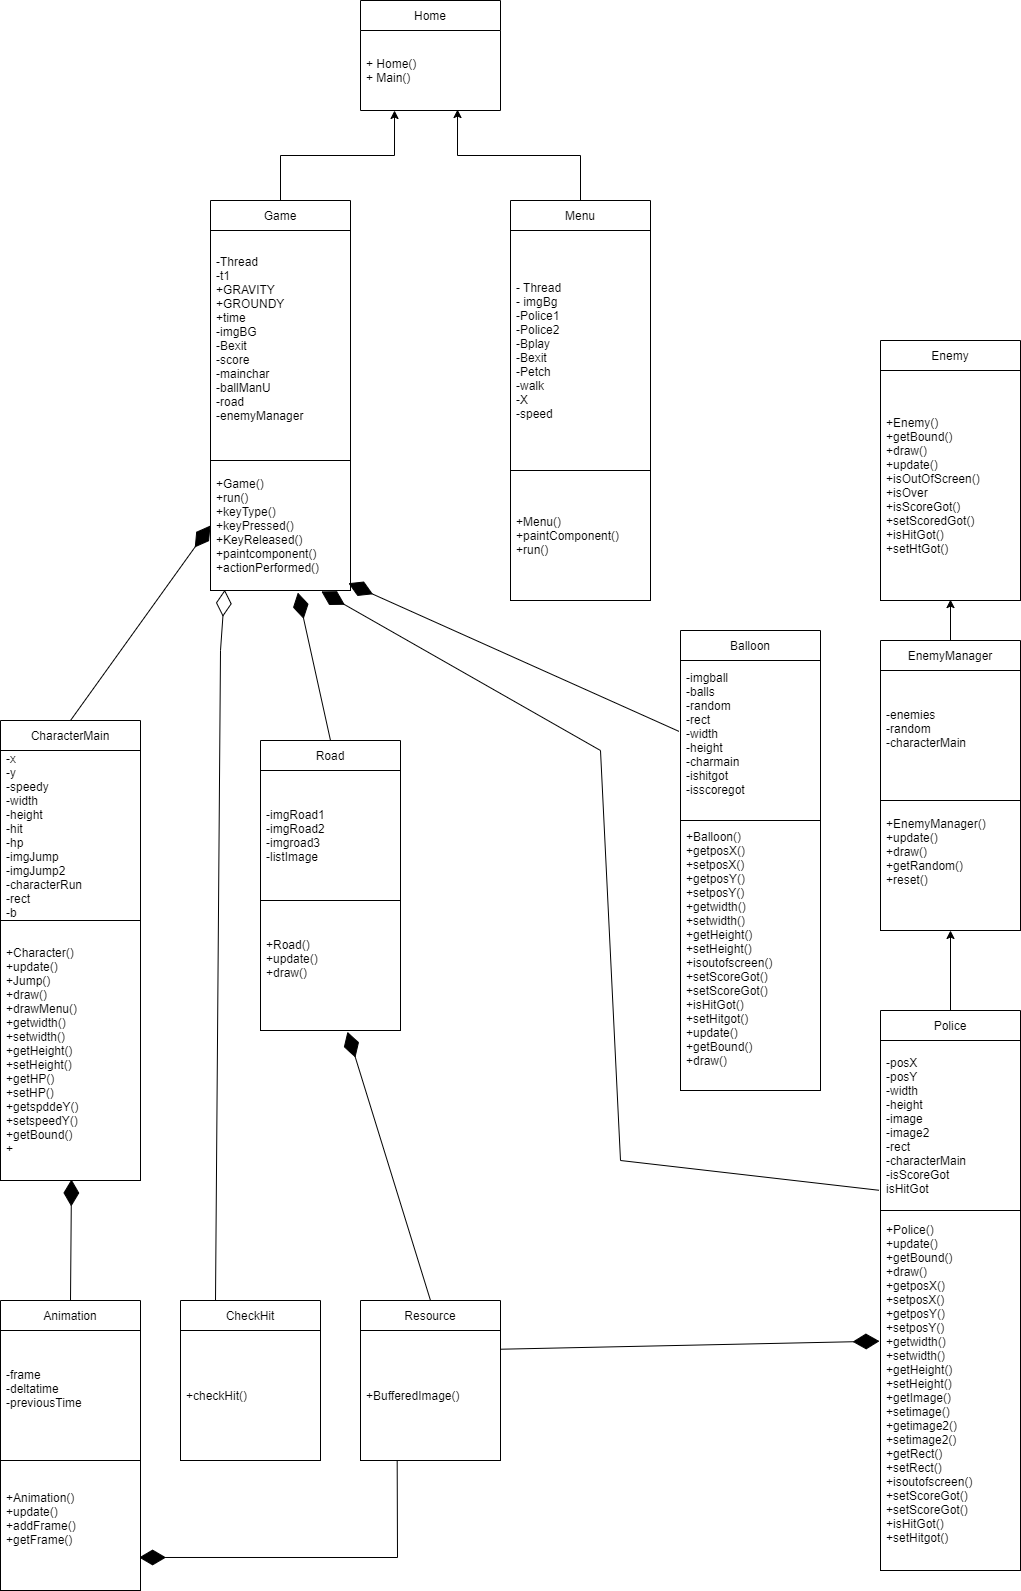 Home
+ Home()
+ Main()
Game
-Thread
-t1
+GRAVITY
+GROUNDY
+time
-imgBG
-Bexit
-score
-mainchar
-ballManU
-road
-enemyManager
+Game()
+run()
+keyType()
+keyPressed()
+KeyReleased()
+paintcomponent()
+actionPerformed()
Menu
- Thread
- imgBg
-Police1
-Police2
-Bplay
-Bexit
-Petch
-walk
-X
-speed
+Menu()
+paintComponent()
+run()
Enemy
+Enemy()
+getBound()
+draw()
+update()
+isOutOfScreen()
+isOver
+isScoreGot()
+setScoredGot()
+isHitGot()
+setHtGot()
Balloon
-imgball
-balls
-random
-rect
-width
-height
-charmain
-ishitgot
-isscoregot
+Balloon()
+getposX()
+setposX()
+getposY()
+setposY()
+getwidth()
+setwidth()
+getHeight()
+setHeight()
+isoutofscreen()
+setScoreGot()
+setScoreGot()
+isHitGot()
+setHitgot()
+update()
+getBound()
+draw()
EnemyManager
-enemies
-random
-characterMain
+EnemyManager()
+update()
+draw()
+getRandom()
+reset()
CharacterMain
-x
-y
-speedy
-width
-height
-hit
-hp
-imgJump
-imgJump2
-characterRun
-rect
-b
+Character()
+update()
+Jump()
+draw()
+drawMenu()
+getwidth()
+setwidth()
+getHeight()
+setHeight()
+getHP()
+setHP()
+getspddeY()
+setspeedY()
+getBound()
+
Road
-imgRoad1
-imgRoad2
-imgroad3
-listImage
+Road()
+update()
+draw()
Police
-posX
-posY
-width
-height
-image
-image2
-rect
-characterMain
-isScoreGot
isHitGot
+Police()
+update()
+getBound()
+draw()
+getposX()
+setposX()
+getposY()
+setposY()
+getwidth()
+setwidth()
+getHeight()
+setHeight()
+getImage()
+setimage()
+getimage2()
+setimage2()
+getRect()
+setRect()
+isoutofscreen()
+setScoreGot()
+setScoreGot()
+isHitGot()
+setHitgot()
Animation
-frame
-deltatime
-previousTime
+Animation()
+update()
+addFrame()
+getFrame()
CheckHit
+checkHit()
Resource
+BufferedImage()